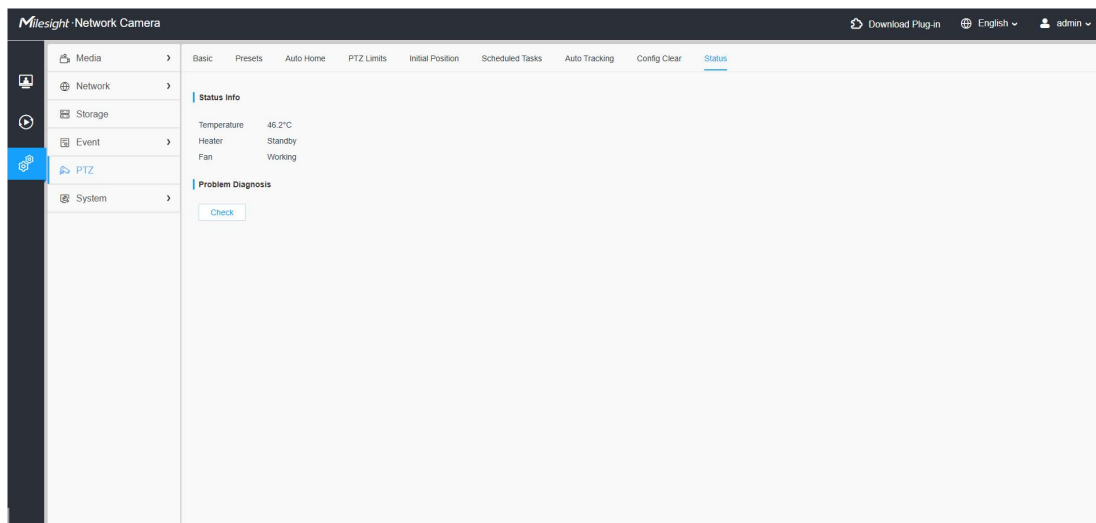 Milesight · Network Camera
Download Plug-in
English
admin
Media
Network
Storage
Event
PTZ
System
Basic Presets Auto Home PTZ Limits Initial Position Scheduled Tasks Auto Tracking Config Clear Status
Status Info
Temperature 46.2°C
Heater Standby
Fan Working
Problem Diagnosis
Check